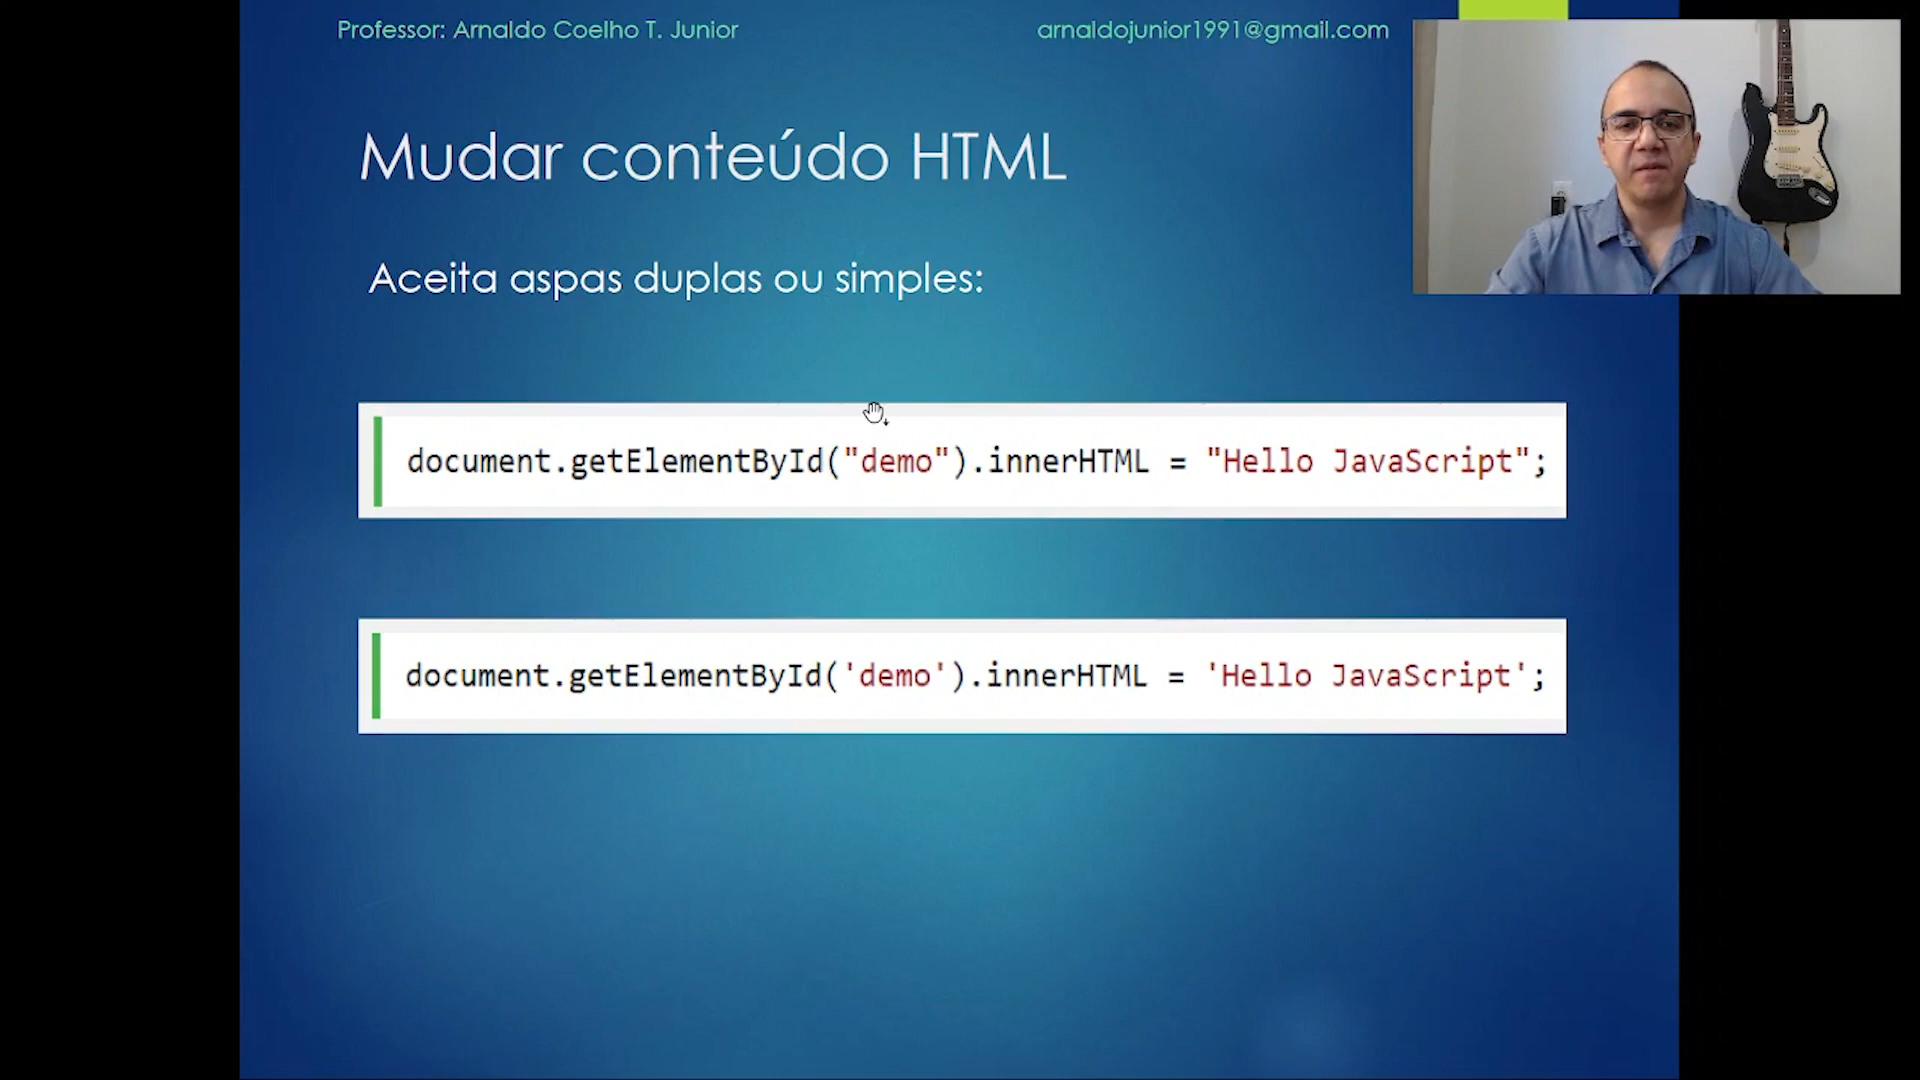 Professor: Arnaldo Coelho T. Junior
arnaldojunior1991@gmail.com
Mudar conteúdo HTML
Aceita aspas duplas ou simples:
document.getElementById("demo").innerHTML = "Hello JavaScript";
document.getElementById('demo').innerHTML = 'Hello JavaScript';